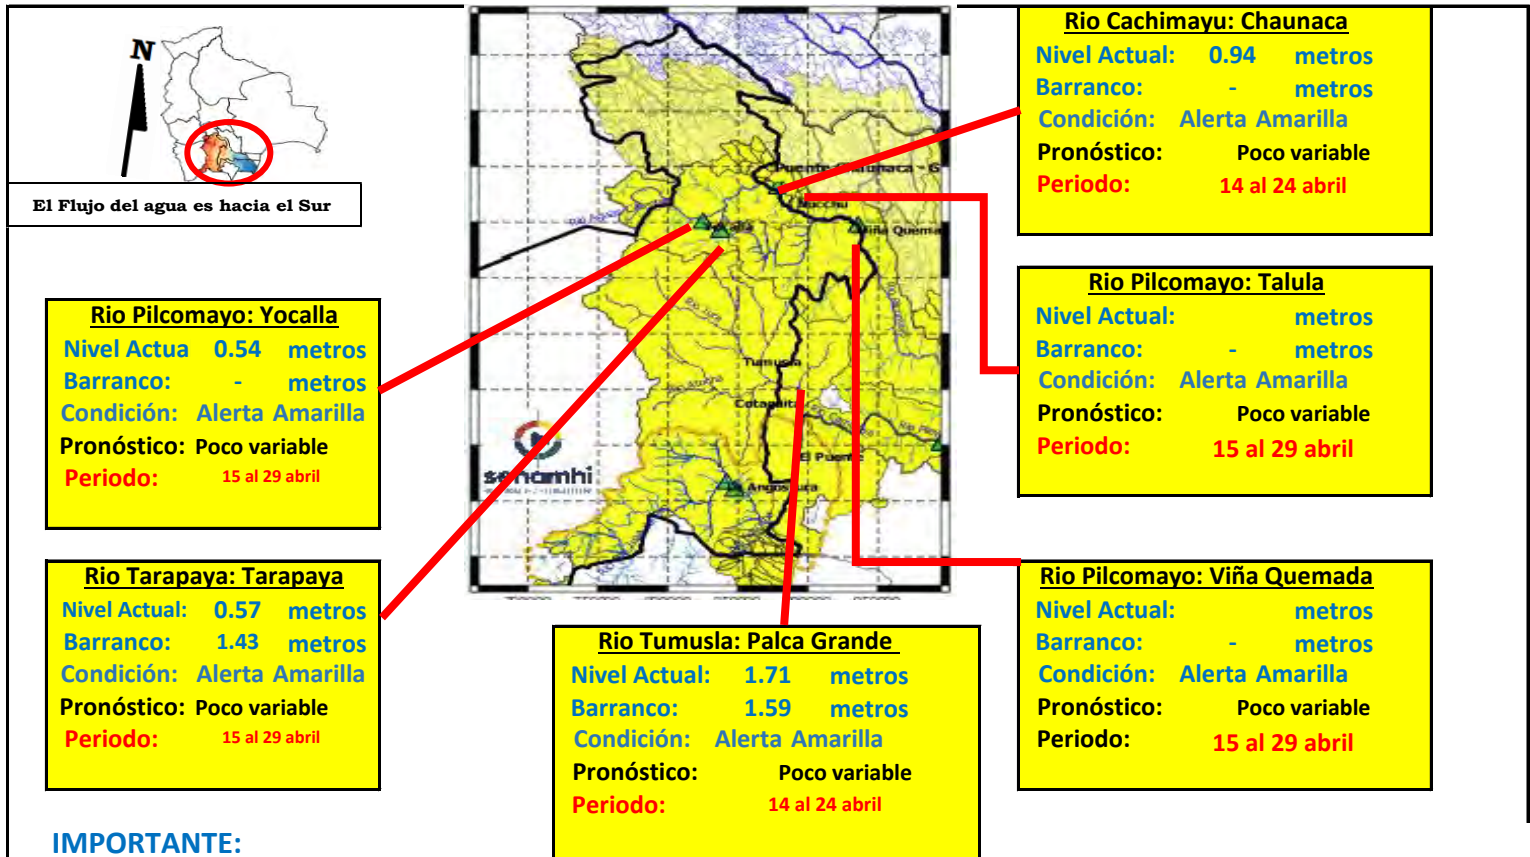 N
El Flujo del agua es hacia el Sur
Rio Pilcomayo: Yocalla
Nivel Actua 0.54 metros
Barranco: - metros
Condición: Alerta Amarilla
Pronóstico: Poco variable
Periodo: 15 al 29 abril
Rio Tarapaya: Tarapaya
Nivel Actual: 0.57 metros
Barranco: 1.43 metros
Condición: Alerta Amarilla
Pronóstico: Poco variable
Periodo: 15 al 29 abril
IMPORTANTE:
Puente Chaunaca - G
Viña Quema
Tumusla
Cotagaita
El Puente
Angostura
senamhi
Rio Tumusla: Palca Grande
Nivel Actual: 1.71 metros
Barranco: 1.59 metros
Condición: Alerta Amarilla
Pronóstico: Poco variable
Periodo: 14 al 24 abril
Rio Cachimayu: Chaunaca
Nivel Actual: 0.94 metros
Barranco: - metros
Condición: Alerta Amarilla
Pronóstico: Poco variable
Periodo: 14 al 24 abril
Rio Pilcomayo: Talula
Nivel Actual: metros
Barranco: - metros
Condición: Alerta Amarilla
Pronóstico: Poco variable
Periodo: 15 al 29 abril
Rio Pilcomayo: Viña Quemada
Nivel Actual: metros
Barranco: - metros
Condición: Alerta Amarilla
Pronóstico: Poco variable
Periodo: 15 al 29 abril